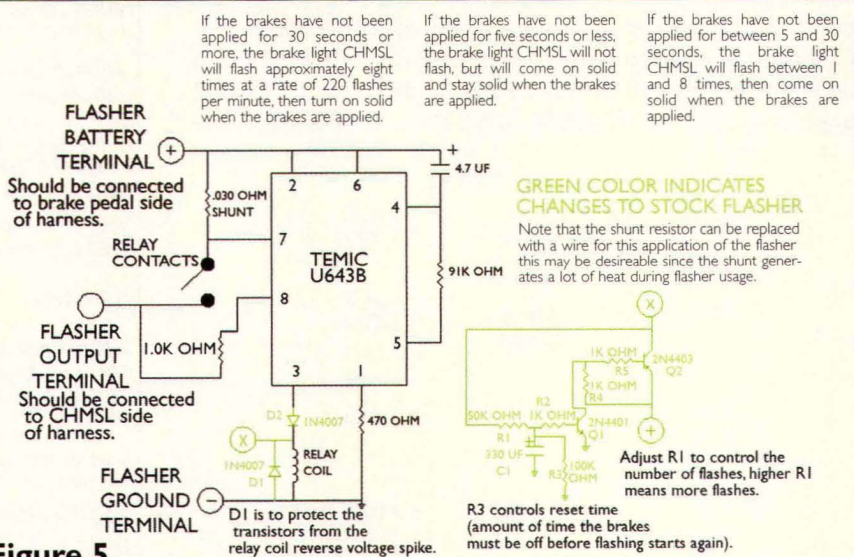 If the brakes have not been
applied for 30 seconds or
more, the brake light CHMSL
will flash approximately eight
times at a rate of 220 flashes
per minute, then turn on solid
when the brakes are applied.
If the brakes have not been
applied for five seconds or less,
the brake light CHMSL will not
flash, but will come on solid
and stay solid when the brakes
are applied.
If the brakes have not been
applied for between 5 and 30
seconds, the brake light
CHMSL will flash between 1
and 8 times, then come on
solid when the brakes are
applied.
FLASHER
BATTERY
TERMINAL
+
Should be connected
to brake pedal side
of harness.
.030 OHM
SHUNT
RELAY
CONTACTS
2
6
4
7
TEMIC
U643B
8
5
3
1
+
4.7 UF
91K OHM
FLASHER
OUTPUT
TERMINAL
Should be connected
to CHMSL side
of harness.
1.0K OHM
D2
1N4007
X
1N4007
D1
RELAY
COIL
470 OHM
FLASHER
GROUND
TERMINAL
−
D1 is to protect the
transistors from the
relay coil reverse voltage spike.
GREEN COLOR INDICATES
CHANGES TO STOCK FLASHER
Note that the shunt resistor can be replaced
with a wire for this application of the flasher
this may be desireable since the shunt gener-
ates a lot of heat during flasher usage.
X
1K OHM
R5
2N4403
Q2
1K OHM
R4
50K OHM
R1
R2
1K OHM
2N4401
Q1
+
330 UF
C1
R3
100K
OHM
+
Adjust R1 to control the
number of flashes, higher R1
means more flashes.
R3 controls reset time
(amount of time the brakes
must be off before flashing starts again).
Figure 5